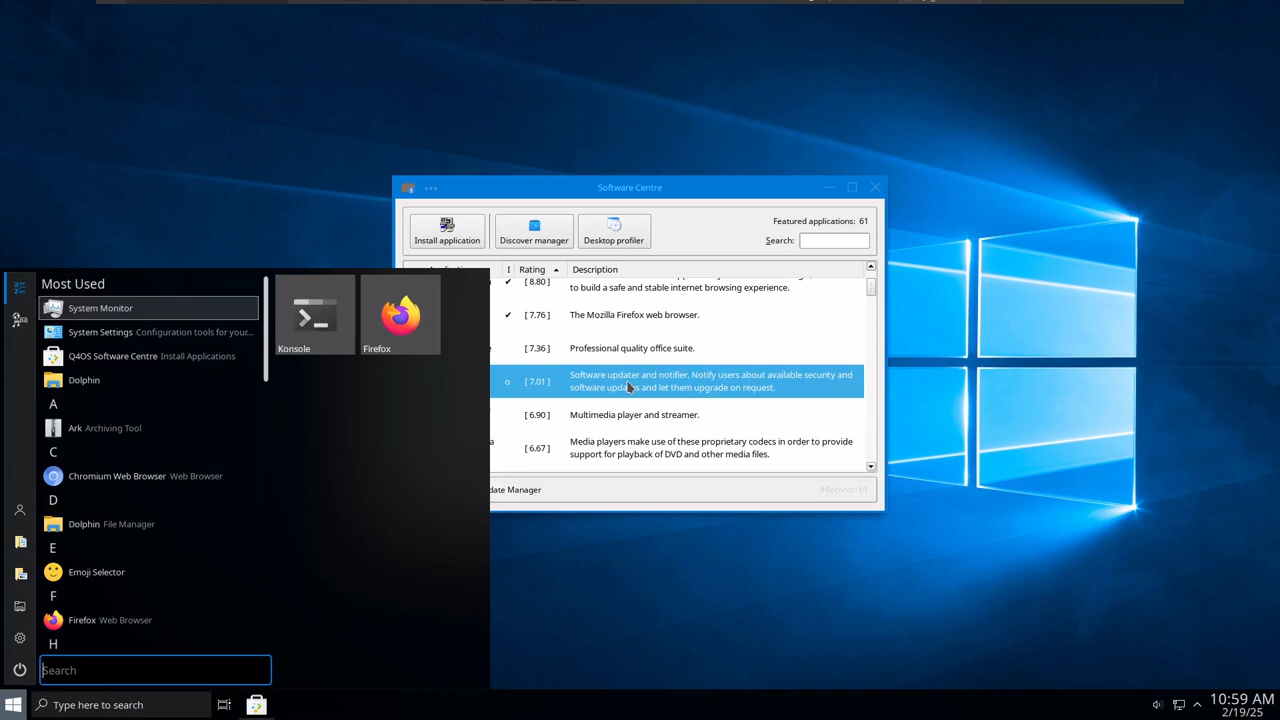 Software Centre
Install application
Discover manager
Desktop profiler
Featured applications: 61
Search:
I
Rating
Description
[ 8.80 ]
to build a safe and stable internet browsing experience.
[ 7.76 ]
The Mozilla Firefox web browser.
[ 7.36 ]
Professional quality office suite.
[ 7.01 ]
Software updater and notifier. Notify users about available security and
software updates and let them upgrade on request.
[ 6.90 ]
Multimedia player and streamer.
[ 6.67 ]
Media players make use of these proprietary codecs in order to provide
support for playback of DVD and other media files.
date Manager
#Records: 61
Most Used
System Monitor
System Settings Configuration tools for your...
Q4OS Software Centre Install Applications
Dolphin
A
Ark Archiving Tool
C
Chromium Web Browser Web Browser
D
Dolphin File Manager
E
Emoji Selector
F
Firefox Web Browser
H
Search
Konsole
Firefox
Type here to search
10:59 AM
2/19/25